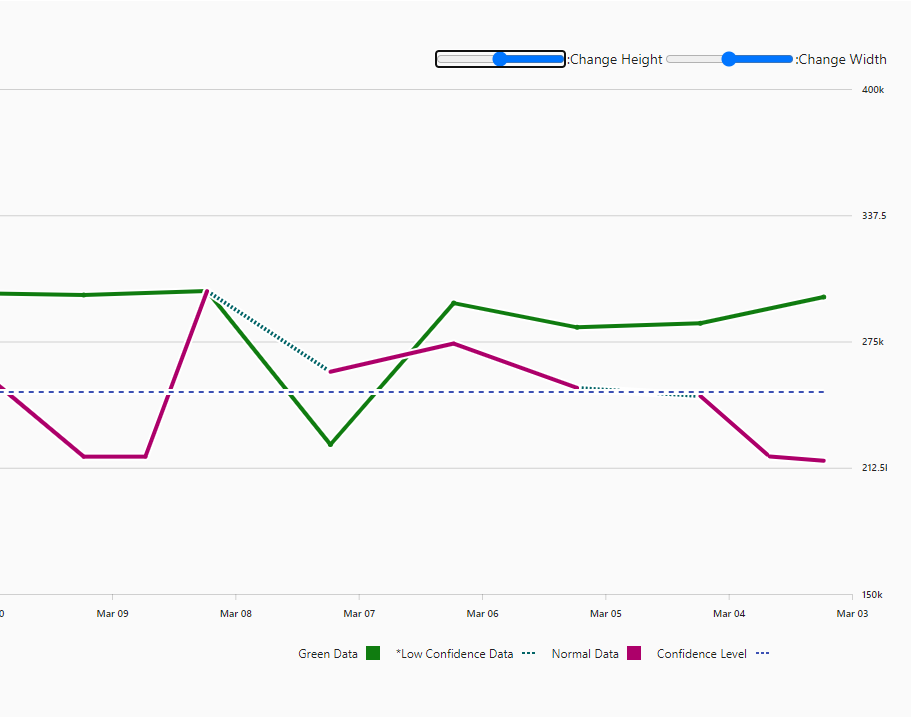 :Change Height :Change Width
400k
337.5
275k
212.5l
150k
0 Mar 09 Mar 08 Mar 07 Mar 06 Mar 05 Mar 04 Mar 03
Green Data *Low Confidence Data Normal Data Confidence Level